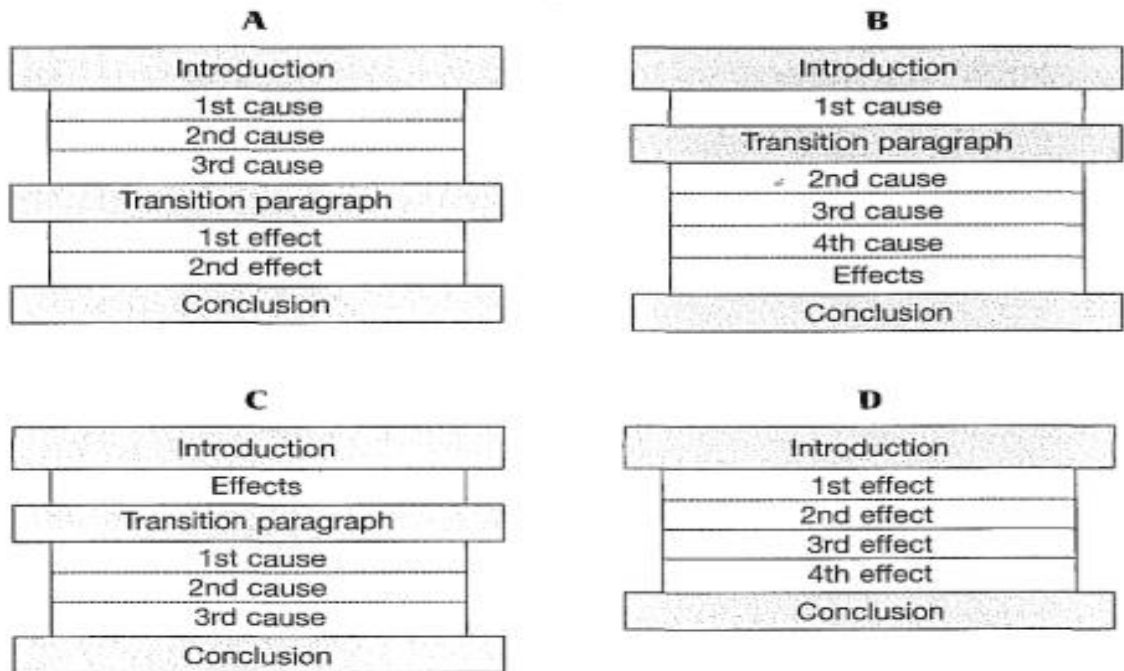 A
Introduction
1st cause
2nd cause
3rd cause
Transition paragraph
1st effect
2nd effect
Conclusion
B
Introduction
1st cause
Transition paragraph
2nd cause
3rd cause
4th cause
Effects
Conclusion
C
Introduction
Effects
Transition paragraph
1st cause
2nd cause
3rd cause
Conclusion
D
Introduction
1st effect
2nd effect
3rd effect
4th effect
Conclusion